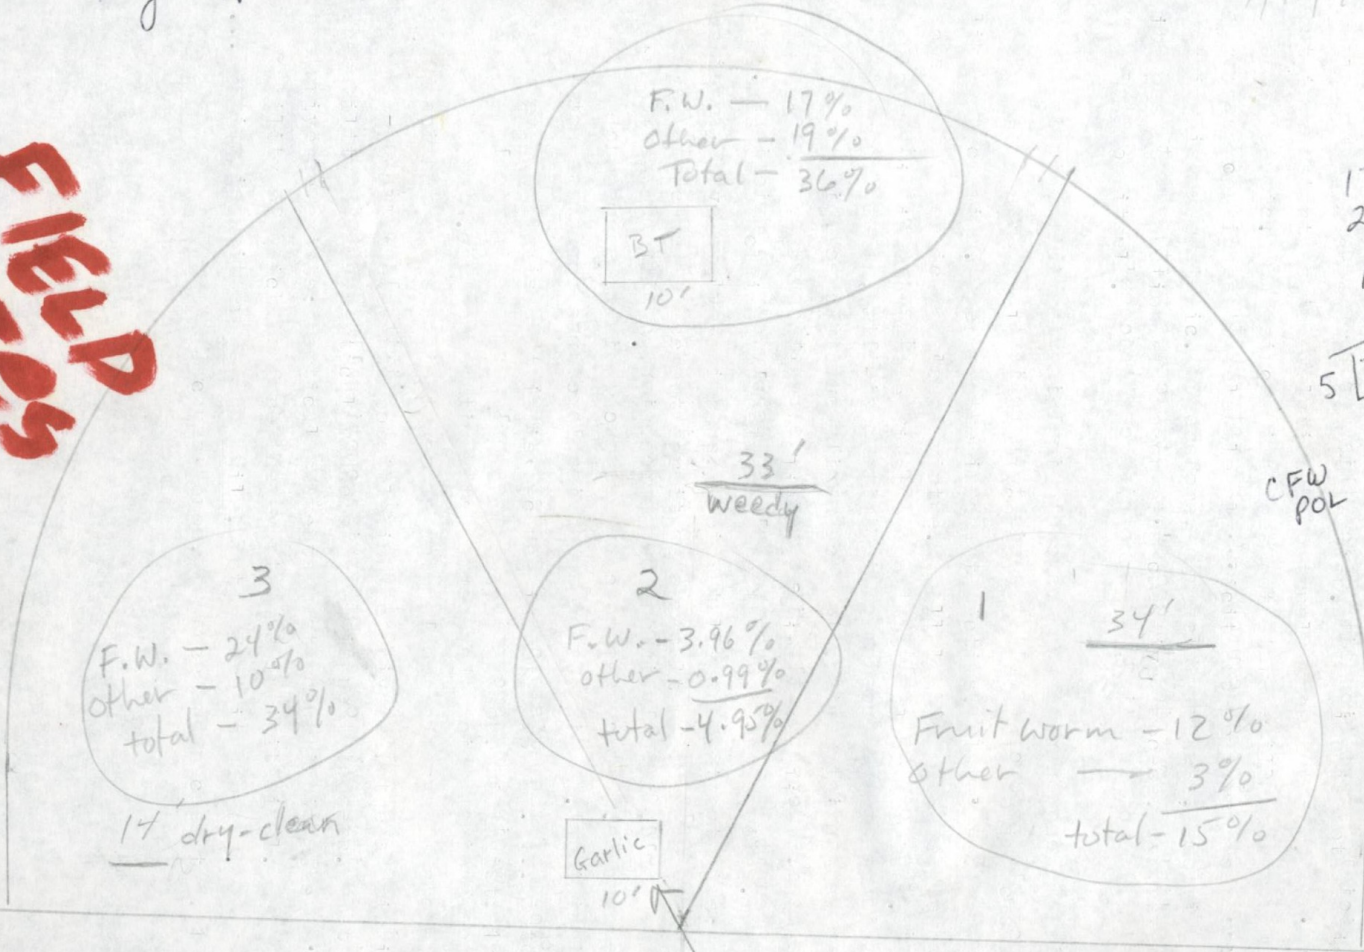 FIELD
F.W. — 17%
Other - 19%
Total - 36%
BT
10'
33'
weedy
CFW
POL
5
3
F.W. - 24%
other - 10%
total - 34%
14' dry-clean
2
F.W. - 3.96%
other - 0.99%
total - 4.95%
Garlic
10'
1
34'
Fruit worm - 12%
other — 3%
total - 15%